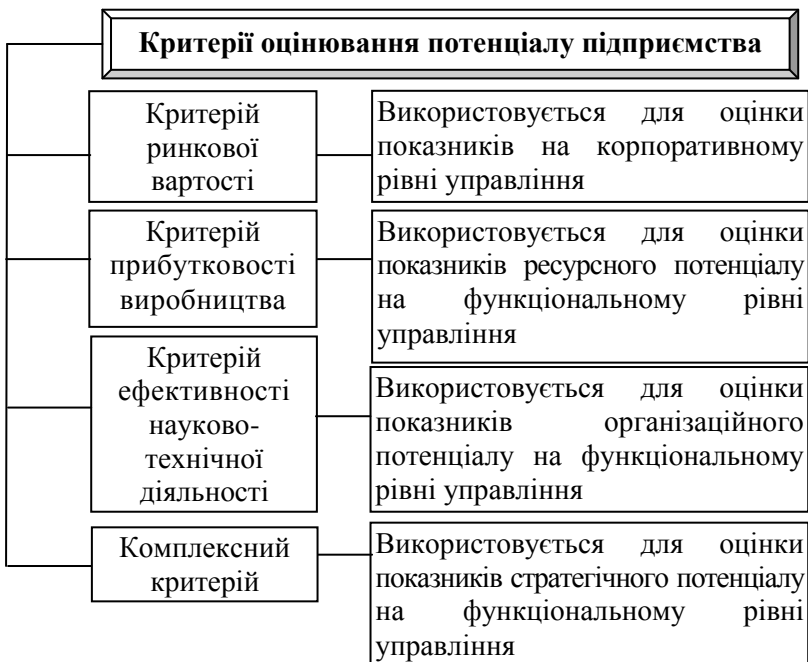 Критерії оцінювання потенціалу підприємства
Критерій
ринкової
вартості
Використовується для оцінки
показників на корпоративному
рівні управління
Критерій
прибутковості
виробництва
Використовується для оцінки
показників ресурсного потенціалу
на функціональному рівні
управління
Критерій
ефективності
науково-
технічної
діяльності
Використовується для оцінки
показників організаційного
потенціалу на функціональному
рівні управління
Комплексний
критерій
Використовується для оцінки
показників стратегічного потенціалу
на функціональному рівні
управління